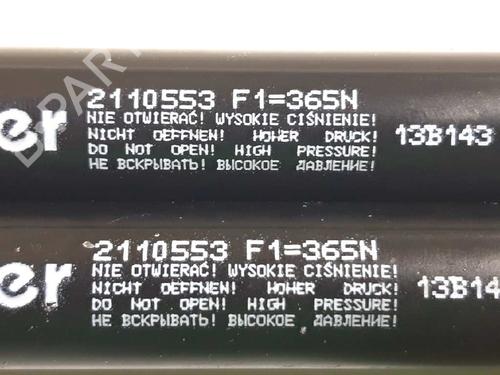 2110553 F1=365N
NIE OTWIERAĆ! WYSOKIE CIŚNIENIE!
er NICHT OEFFNEN! HOHER DRUCK! 13B143
DO NOT OPEN! HIGH PRESSURE!
НЕ ВСКРЫВАТЬ! ВЫСОКОЕ ДАВЛЕНИЕ!
2110553 F1=365N
NIE OTWIERAĆ! WYSOKIE CIŚNIENIE!
er NICHT OEFFNEN! HOHER DRUCK! 13B14
DO NOT OPEN! HIGH PRESSURE!
НЕ ВСКРЫВАТЬ! ВЫСОКОЕ ДАВЛЕНИЕ!